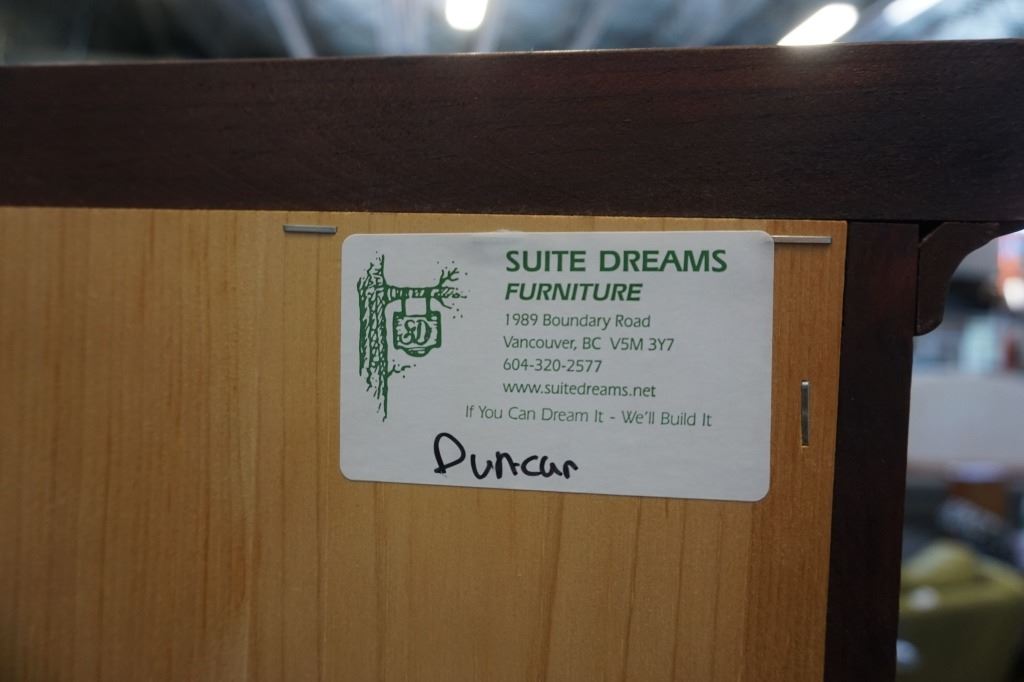 SUITE DREAMS
FURNITURE
1989 Boundary Road
Vancouver, BC V5M 3Y7
604-320-2577
www.suitedreams.net
If You Can Dream It - We'll Build It
SD
Duncan